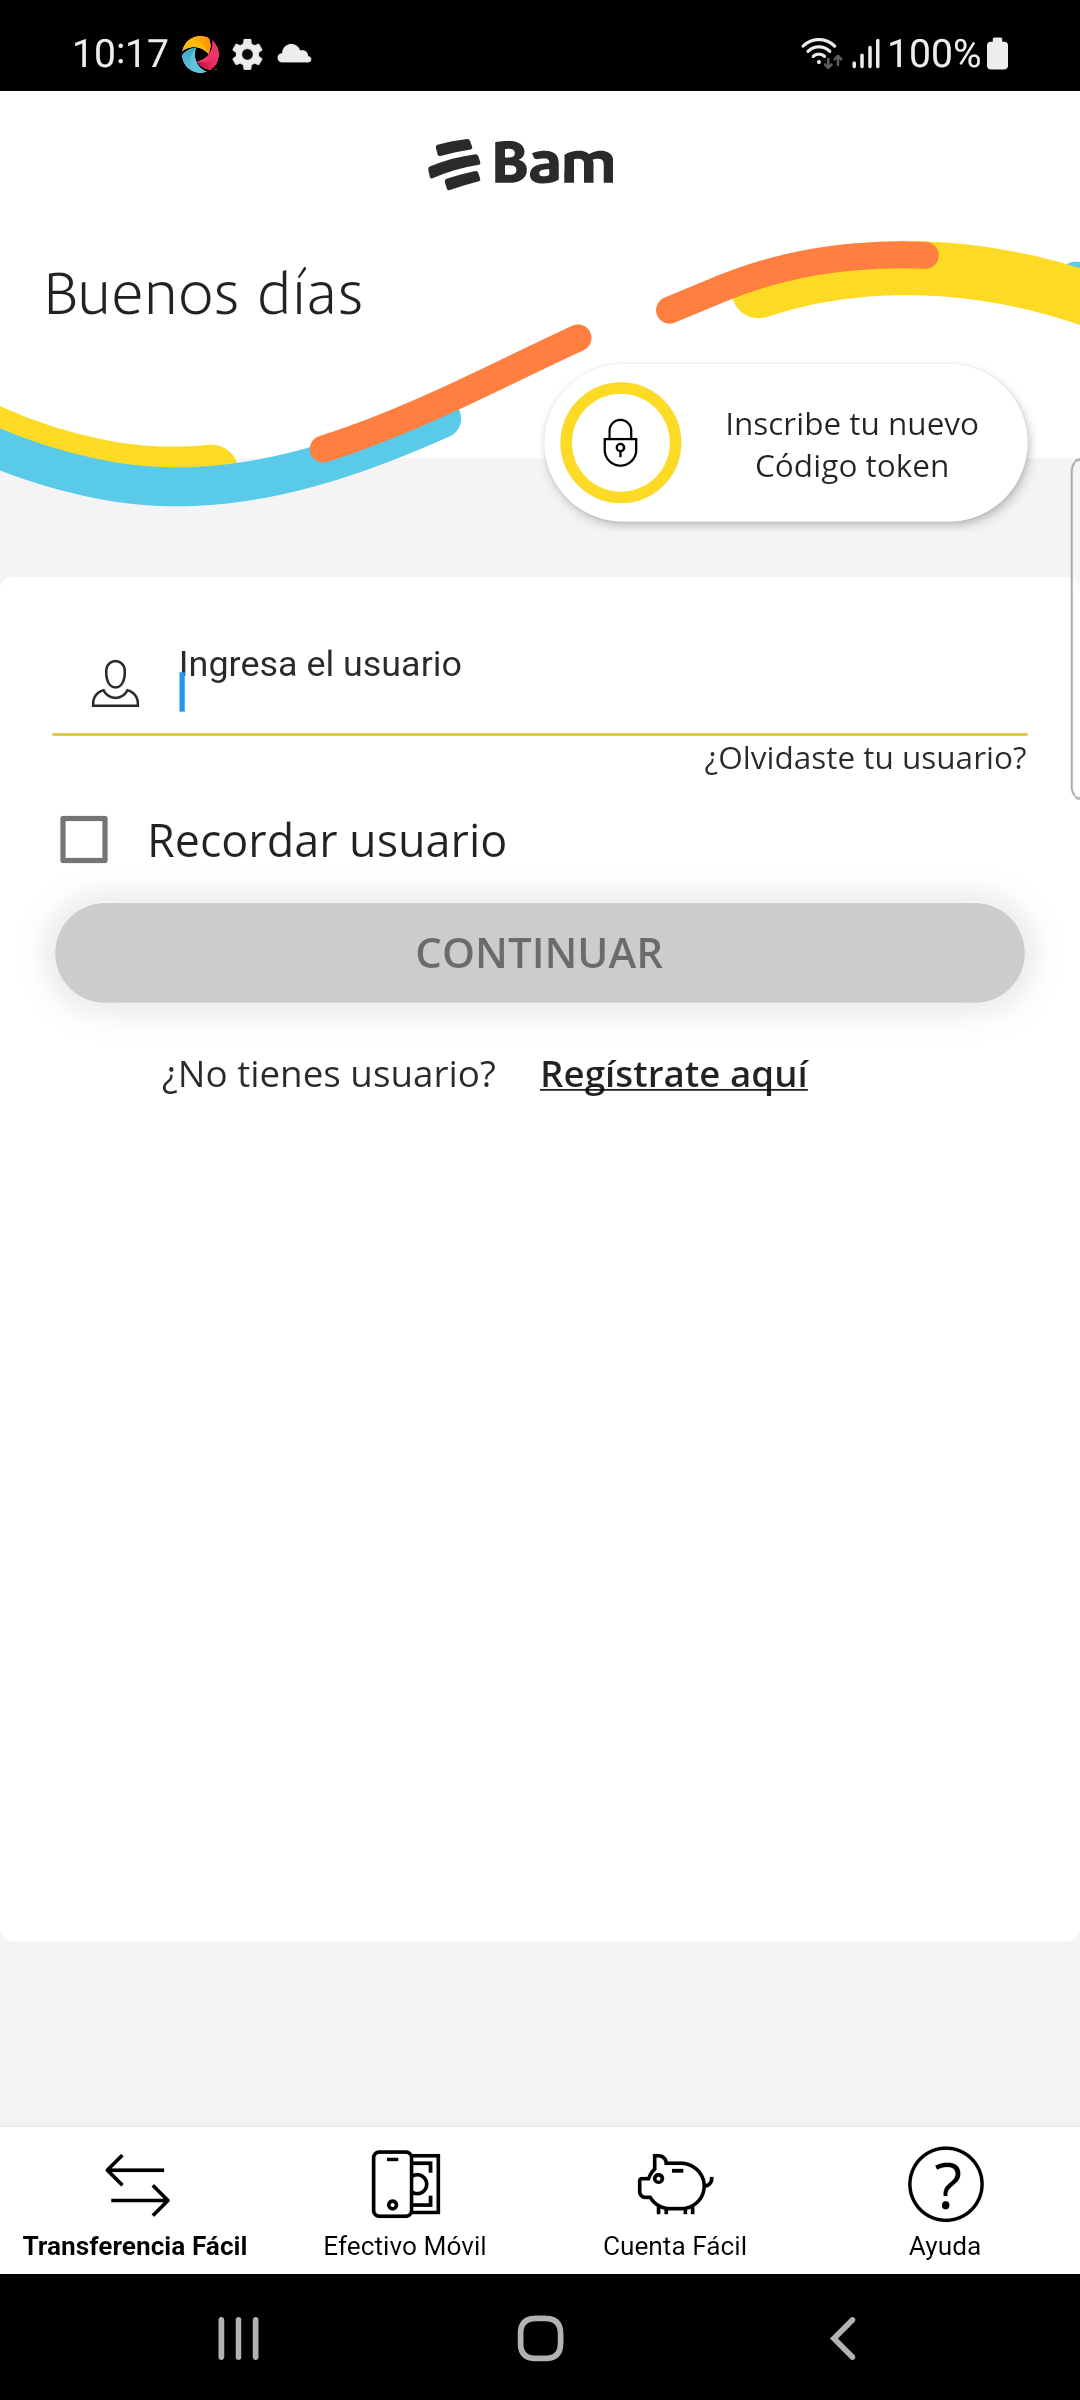 10:17 100%
Bam
Buenos días
Inscribe tu nuevo
Código token
Ingresa el usuario
¿Olvidaste tu usuario?
Recordar usuario
CONTINUAR
¿No tienes usuario? Regístrate aquí
Transferencia Fácil Efectivo Móvil Cuenta Fácil Ayuda